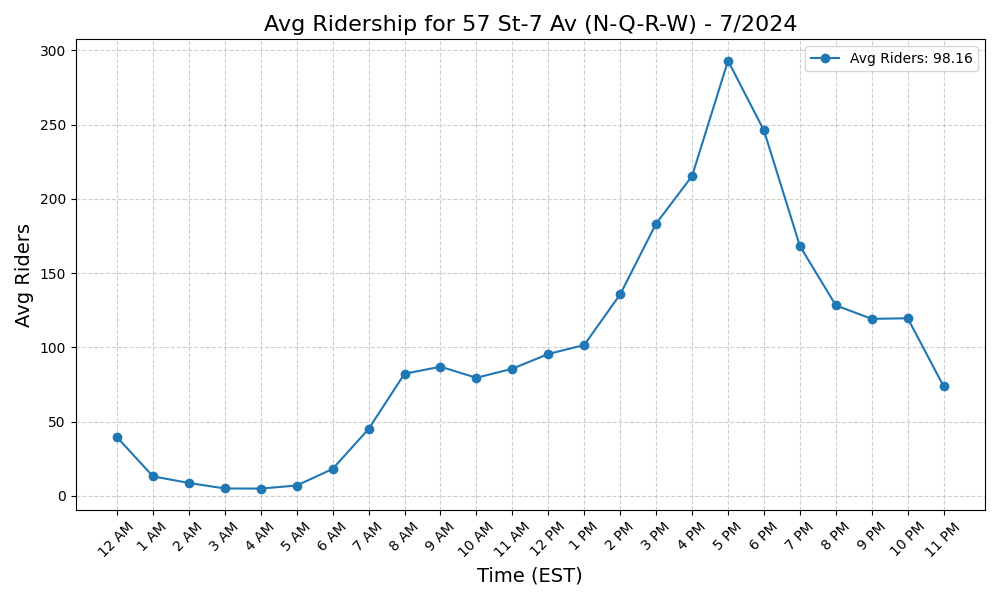 Avg Ridership for 57 St-7 Av (N-Q-R-W) - 7/2024
Avg Riders: 98.16
Avg Riders
300
250
200
150
100
50
0
12 AM
1 AM
2 AM
3 AM
4 AM
5 AM
6 AM
7 AM
8 AM
9 AM
10 AM
11 AM
12 PM
1 PM
2 PM
3 PM
4 PM
5 PM
6 PM
7 PM
8 PM
9 PM
10 PM
11 PM
Time (EST)